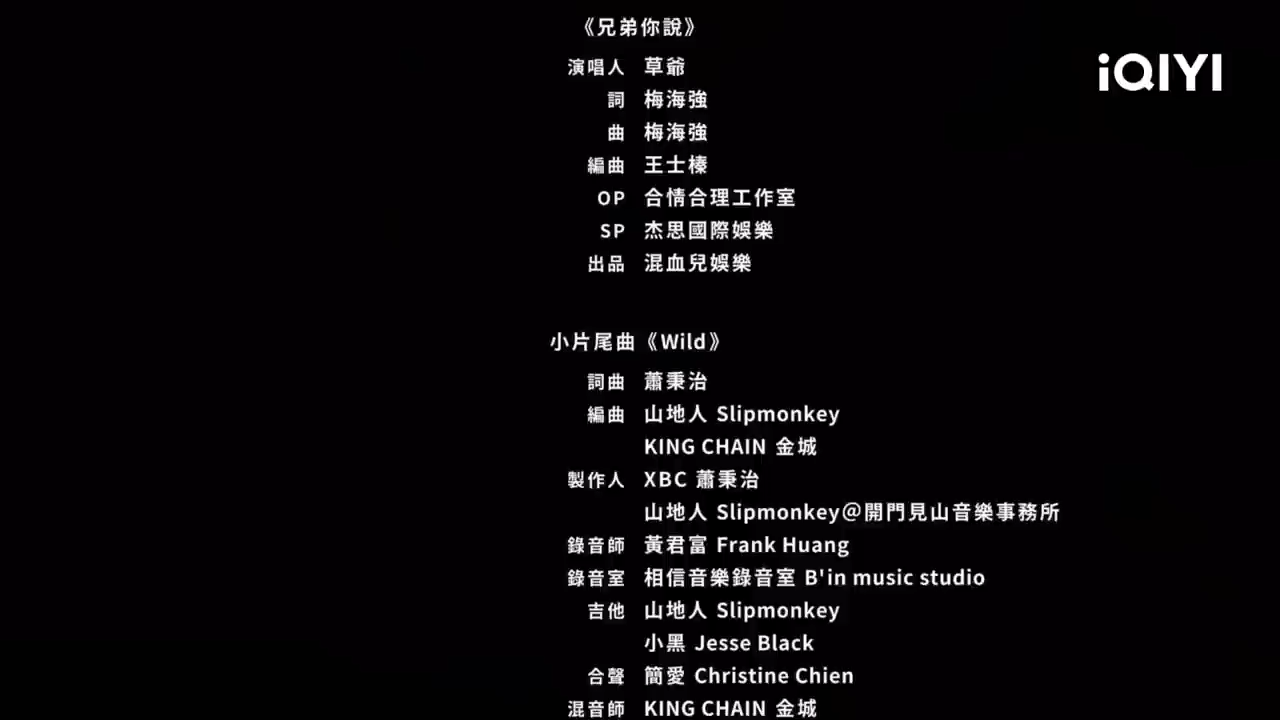 《兄弟你說》
iQIYI
演唱人 草爺
詞 梅海強
曲 梅海強
編曲 王士榛
OP 合情合理工作室
SP 杰思國際娛樂
出品 混血兒娛樂
小片尾曲《Wild》
詞曲 蕭秉治
編曲 山地人 Slipmonkey
KING CHAIN 金城
製作人 XBC 蕭秉治
山地人 Slipmonkey@開門見山音樂事務所
錄音師 黃君富 Frank Huang
錄音室 相信音樂錄音室 B'in music studio
吉他 山地人 Slipmonkey
小黑 Jesse Black
合聲 簡愛 Christine Chien
混音師 KING CHAIN 金城